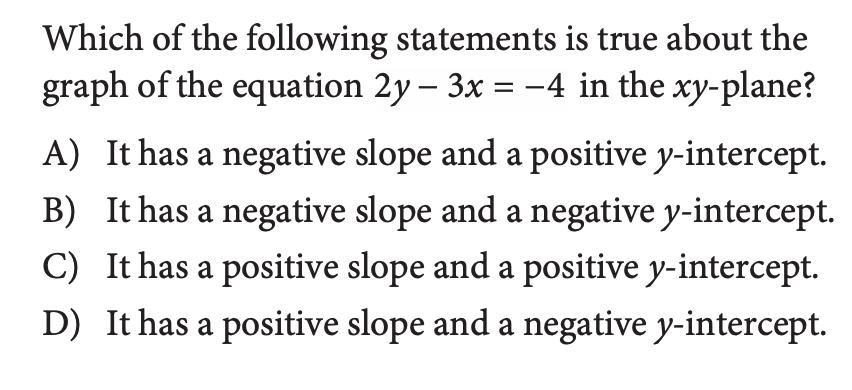 Which of the following statements is true about the
graph of the equation 2y – 3x = −4 in the xy-plane?
A) It has a negative slope and a positive y-intercept.
B) It has a negative slope and a negative y-intercept.
C) It has a positive slope and a positive y-intercept.
D) It has a positive slope and a negative y-intercept.